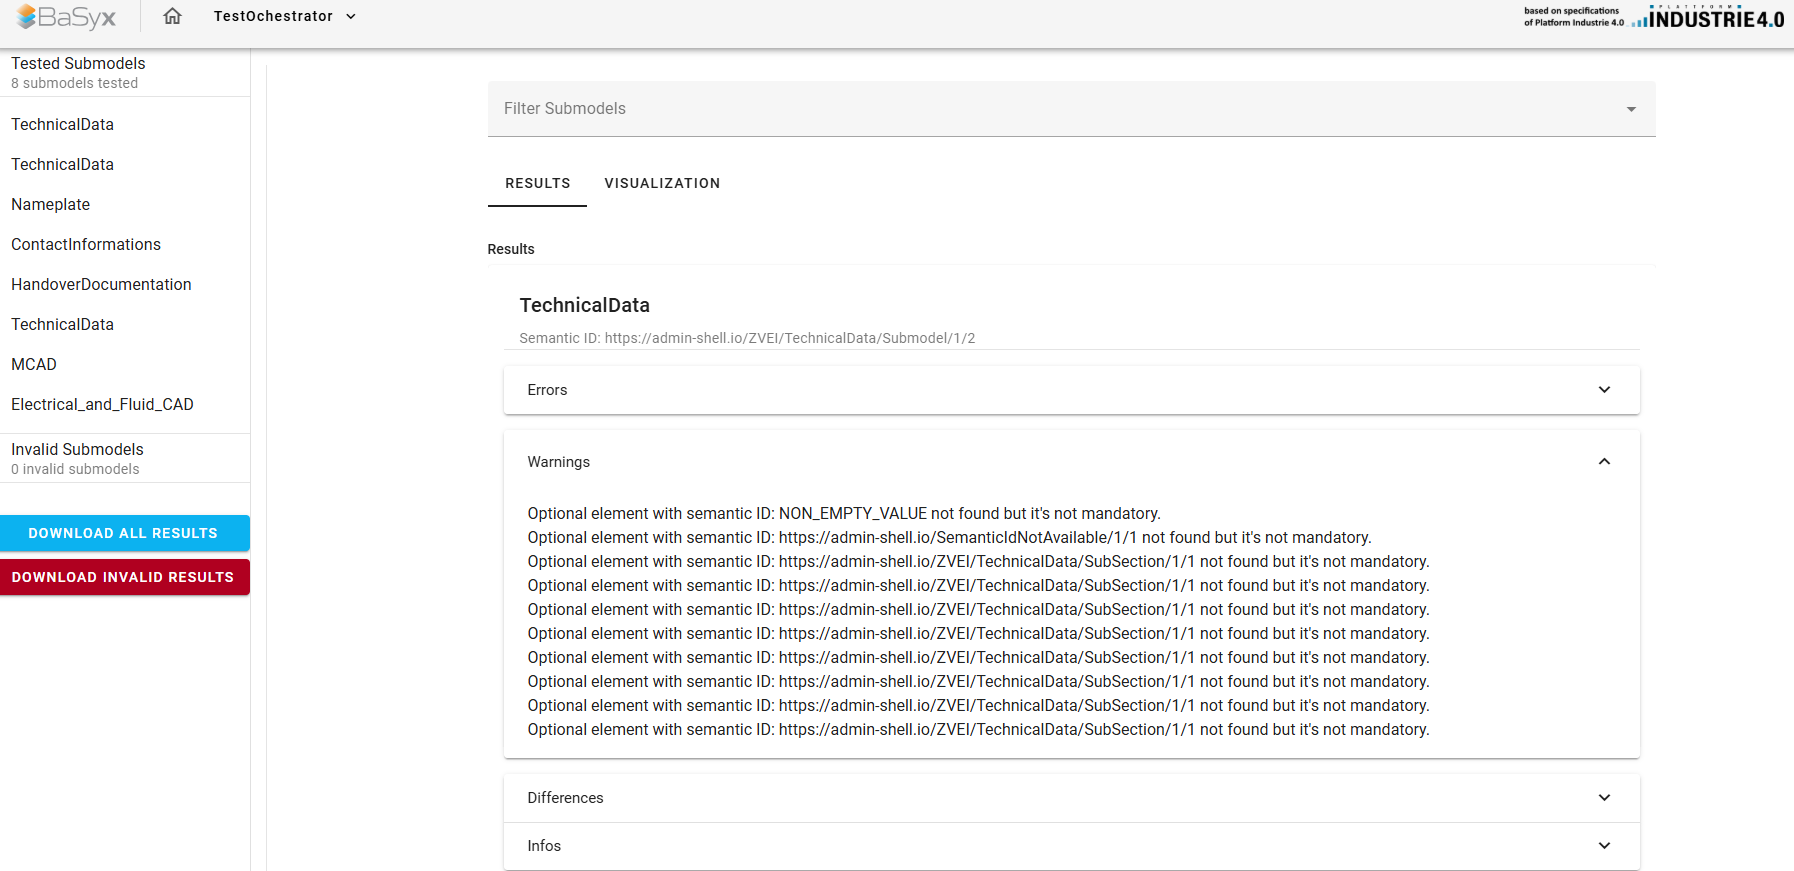 BaSyx
TestOchestrator
based on specifications
of Platform Industrie 4.0
PLATTFORM
INDUSTRIE4.0
Tested Submodels
8 submodels tested
TechnicalData
TechnicalData
Nameplate
ContactInformations
HandoverDocumentation
TechnicalData
MCAD
Electrical_and_Fluid_CAD
Invalid Submodels
0 invalid submodels
DOWNLOAD ALL RESULTS
DOWNLOAD INVALID RESULTS
Filter Submodels
RESULTS VISUALIZATION
Results
TechnicalData
Semantic ID: https://admin-shell.io/ZVEI/TechnicalData/Submodel/1/2
Errors
Warnings
Optional element with semantic ID: NON_EMPTY_VALUE not found but it's not mandatory.
Optional element with semantic ID: https://admin-shell.io/SemanticIdNotAvailable/1/1 not found but it's not mandatory.
Optional element with semantic ID: https://admin-shell.io/ZVEI/TechnicalData/SubSection/1/1 not found but it's not mandatory.
Optional element with semantic ID: https://admin-shell.io/ZVEI/TechnicalData/SubSection/1/1 not found but it's not mandatory.
Optional element with semantic ID: https://admin-shell.io/ZVEI/TechnicalData/SubSection/1/1 not found but it's not mandatory.
Optional element with semantic ID: https://admin-shell.io/ZVEI/TechnicalData/SubSection/1/1 not found but it's not mandatory.
Optional element with semantic ID: https://admin-shell.io/ZVEI/TechnicalData/SubSection/1/1 not found but it's not mandatory.
Optional element with semantic ID: https://admin-shell.io/ZVEI/TechnicalData/SubSection/1/1 not found but it's not mandatory.
Optional element with semantic ID: https://admin-shell.io/ZVEI/TechnicalData/SubSection/1/1 not found but it's not mandatory.
Optional element with semantic ID: https://admin-shell.io/ZVEI/TechnicalData/SubSection/1/1 not found but it's not mandatory.
Differences
Infos